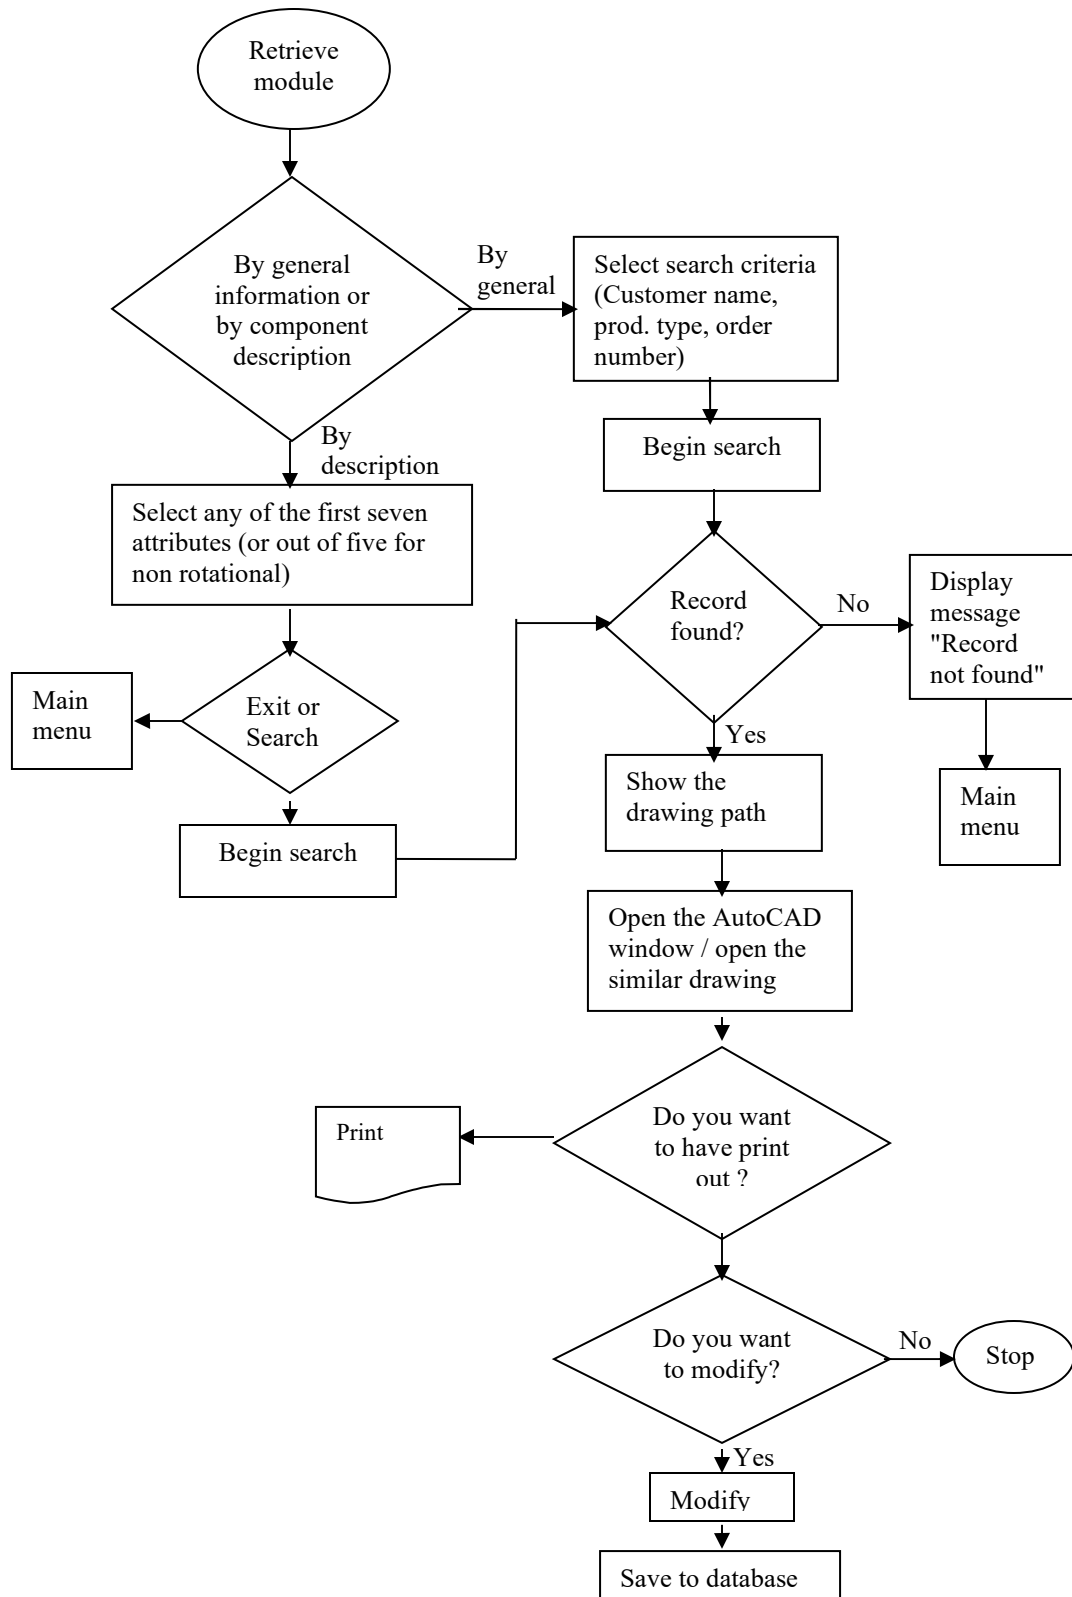 Retrieve
module
By general
information or
by component
description
By
general
Select search criteria
(Customer name,
prod. type, order
number)
By
description
Begin search
Select any of the first seven
attributes (or out of five for
non rotational)
Record
found?
No
Display
message
"Record
not found"
Main
menu
Exit or
Search
Yes
Show the
drawing path
Main
menu
Begin search
Open the AutoCAD
window / open the
similar drawing
Print
Do you want
to have print
out ?
Do you want
to modify?
No
Stop
Yes
Modify
Save to database